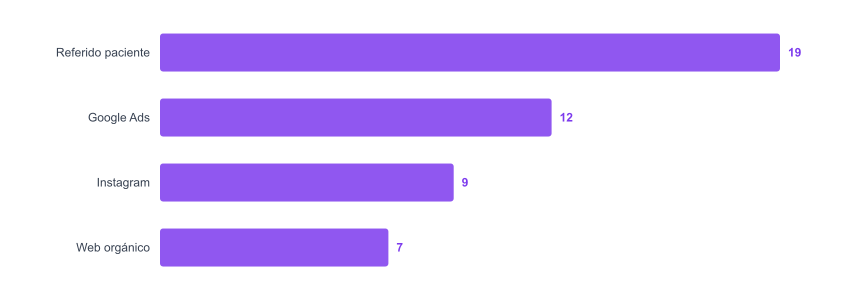 Referido paciente 19
Google Ads 12
Instagram 9
Web orgánico 7